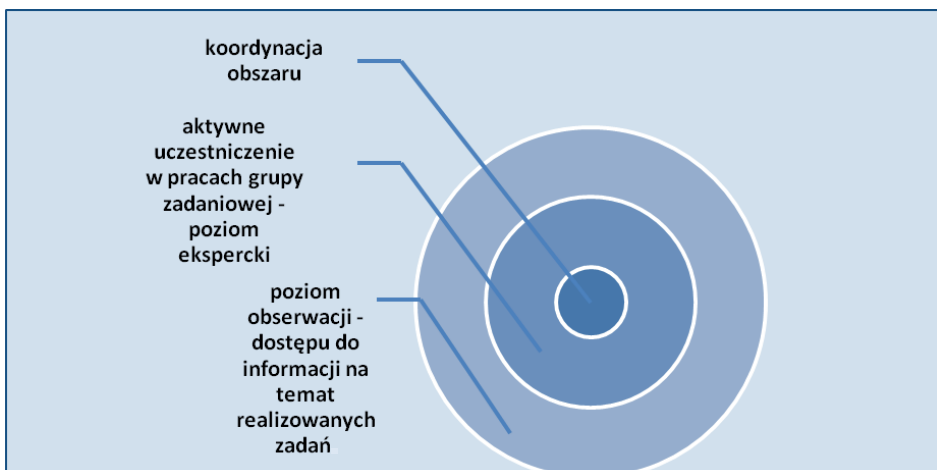 koordynacja
obszaru
aktywne
uczestniczenie
w pracach grupy
zadaniowej -
poziom
ekspercki
poziom
obserwacji -
dostępu do
informacji na
temat
realizowanych
zadań